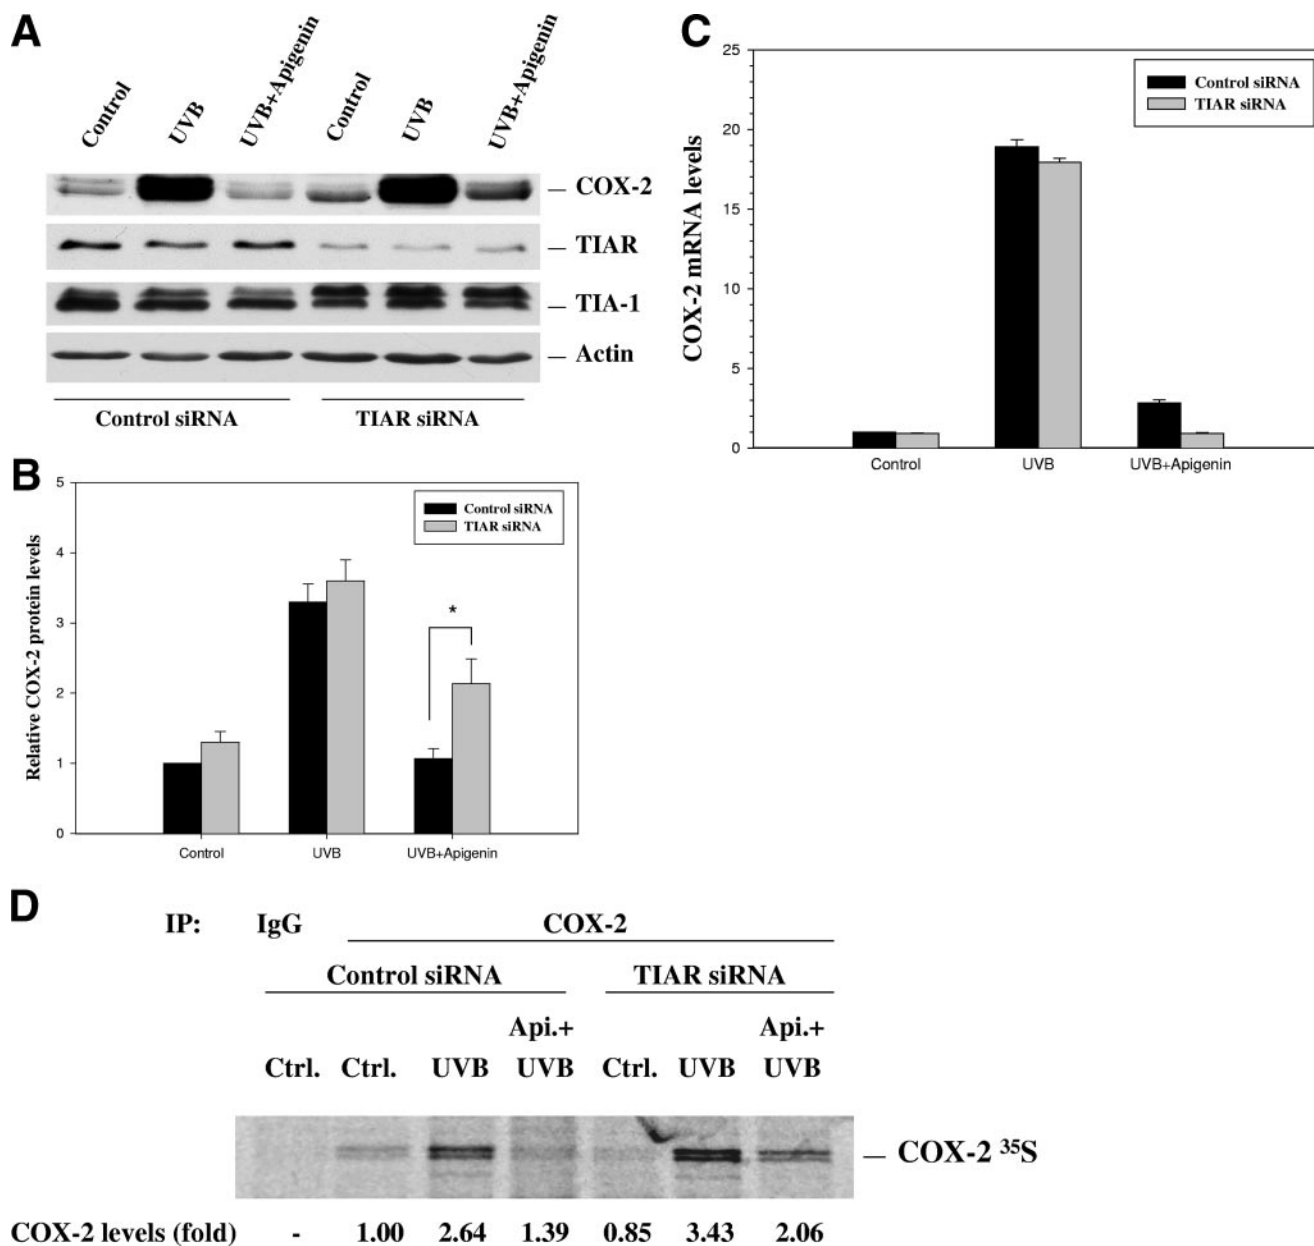 A
Control
UVB
UVB+Apigenin
Control
UVB
UVB+Apigenin
COX-2
TIAR
TIA-1
Actin
Control siRNA
TIAR siRNA
B
Relative COX-2 protein levels
5
4
3
2
1
0
Control siRNA
TIAR siRNA
*
Control
UVB
UVB+Apigenin
C
COX-2 mRNA levels
25
20
15
10
5
0
Control siRNA
TIAR siRNA
Control
UVB
UVB+Apigenin
D
IP: IgG COX-2
Control siRNA TIAR siRNA
Api.+ Api.+
Ctrl. Ctrl. UVB UVB Ctrl. UVB UVB
COX-2 ³⁵S
COX-2 levels (fold) - 1.00 2.64 1.39 0.85 3.43 2.06